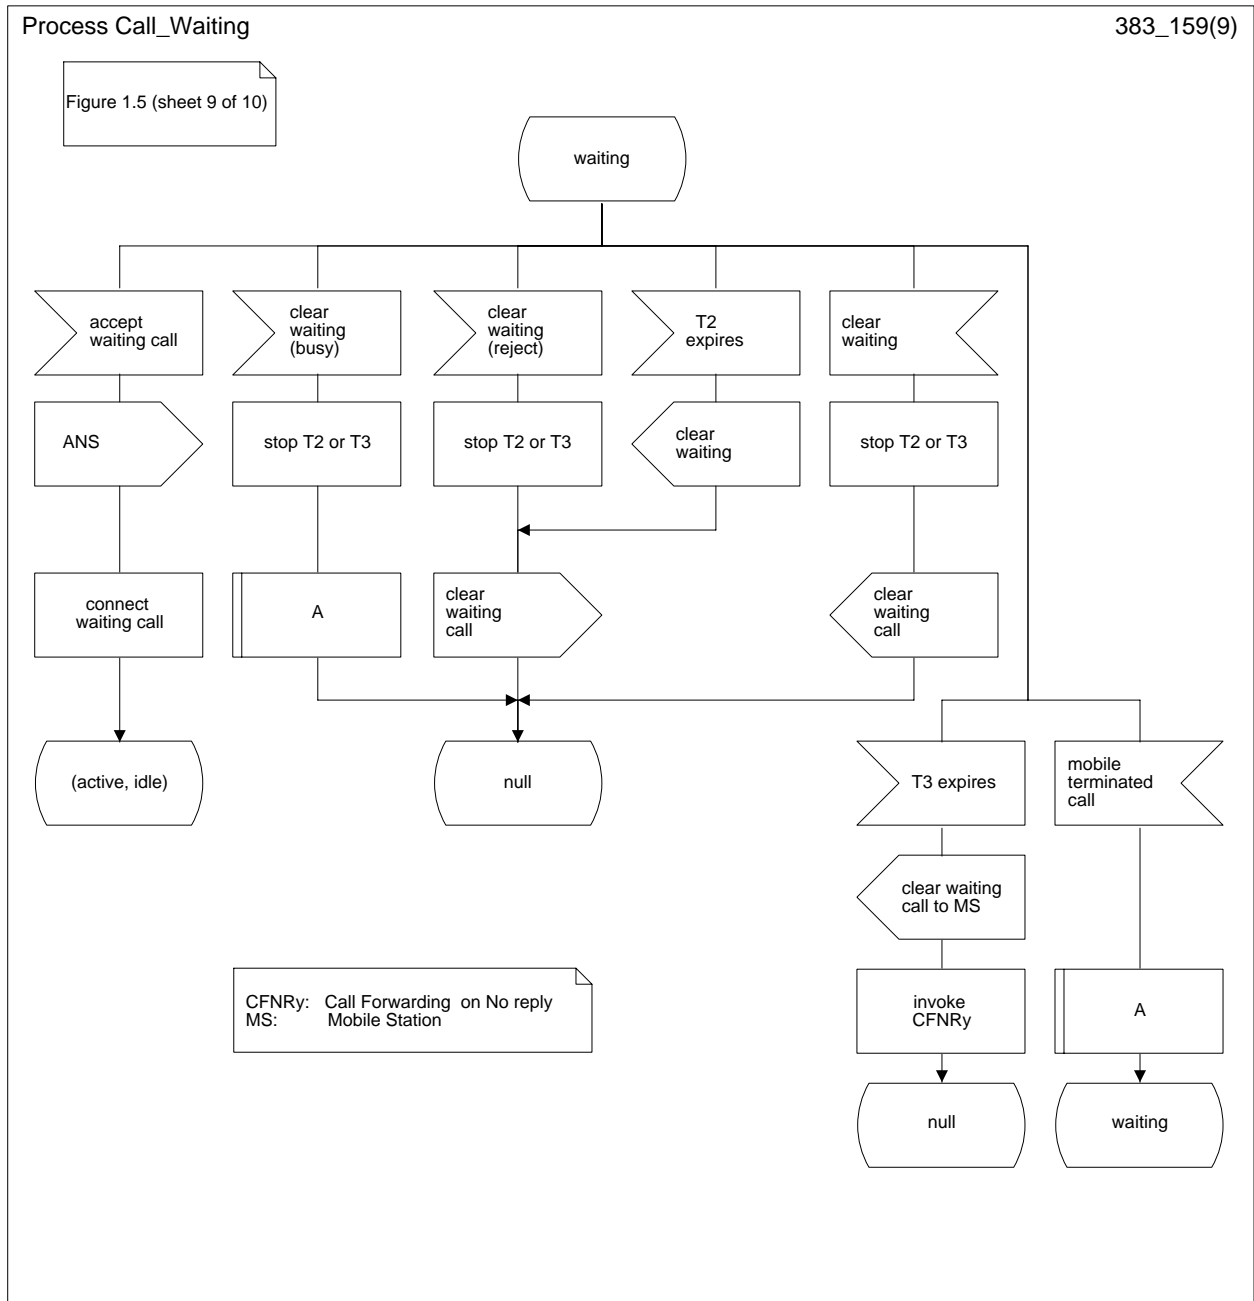 Process Call_Waiting
383_159(9)
Figure 1.5 (sheet 9 of 10)
waiting
accept
waiting call
clear
waiting
(busy)
clear
waiting
(reject)
T2
expires
clear
waiting
ANS
stop T2 or T3
stop T2 or T3
clear
waiting
stop T2 or T3
connect
waiting call
A
clear
waiting
call
clear
waiting
call
(active, idle)
null
T3 expires
mobile
terminated
call
clear waiting
call to MS
CFNRy: Call Forwarding on No reply
MS: Mobile Station
invoke
CFNRy
A
null
waiting